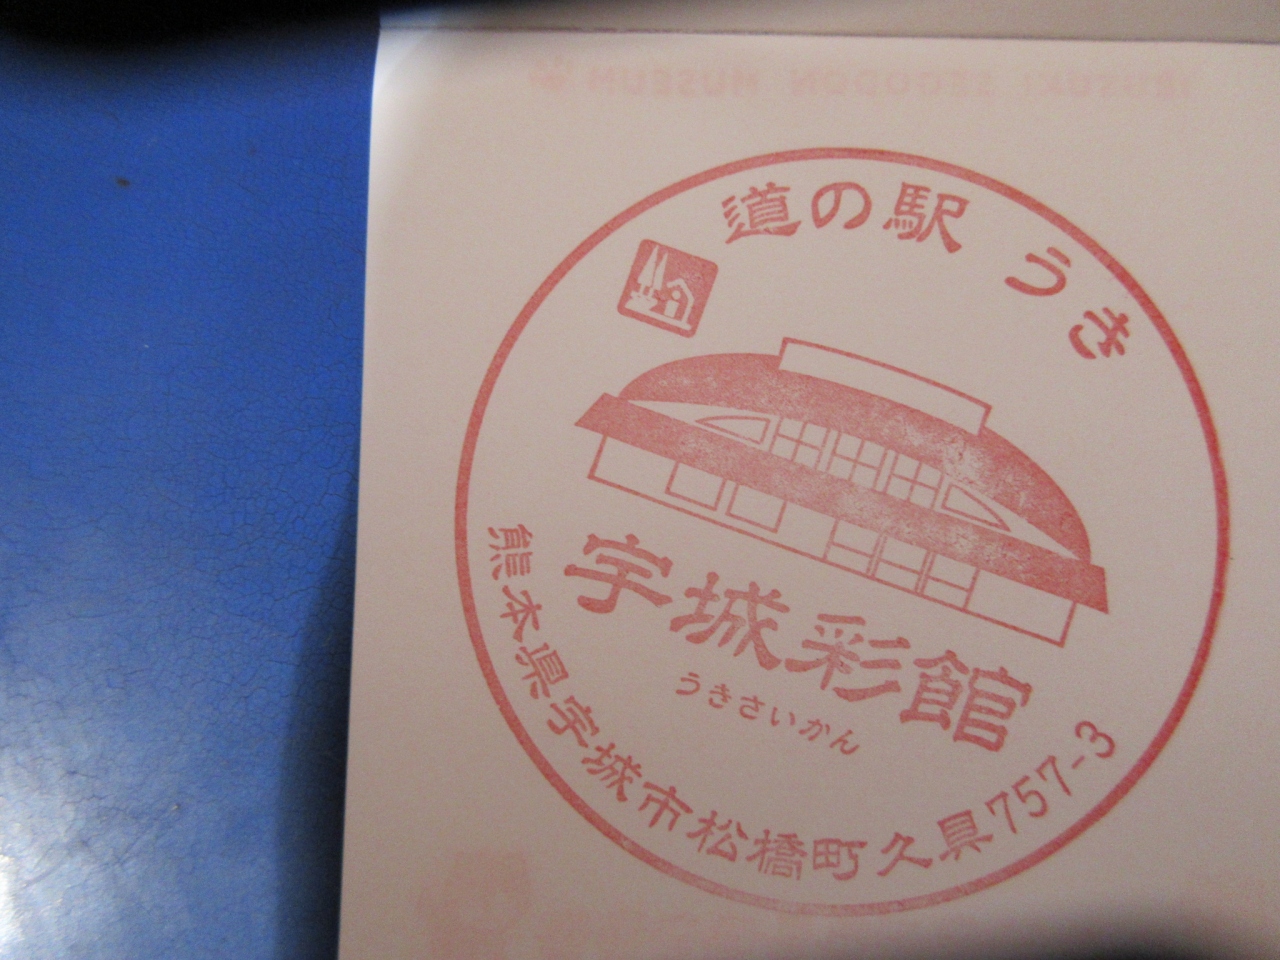 道の駅 うき
宇城彩館
うきさいかん
熊本県宇城市松橋町久具757-3